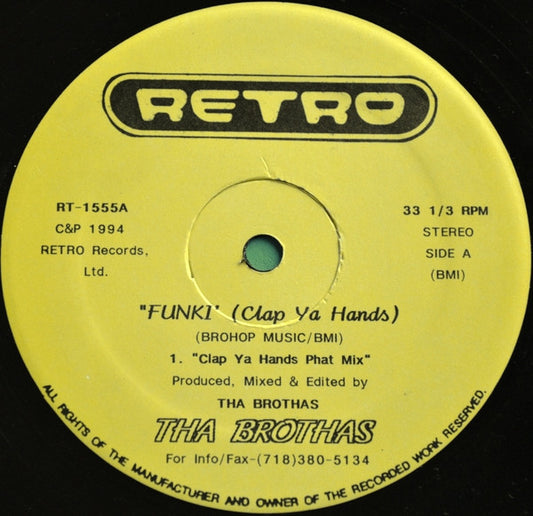 RETRO
RT-1555A
C&P 1994
RETRO Records,
Ltd.
33 1/3 RPM
STEREO
SIDE A
(BMI)
"FUNKI' (Clap Ya Hands)
(BROHOP MUSIC/BMI)
1. "Clap Ya Hands Phat Mix"
Produced, Mixed & Edited by
THA BROTHAS
THA BROTHAS
For Info/Fax-(718)380-5134
ALL RIGHTS OF THE MANUFACTURER AND OWNER OF THE RECORDED WORK RESERVED.